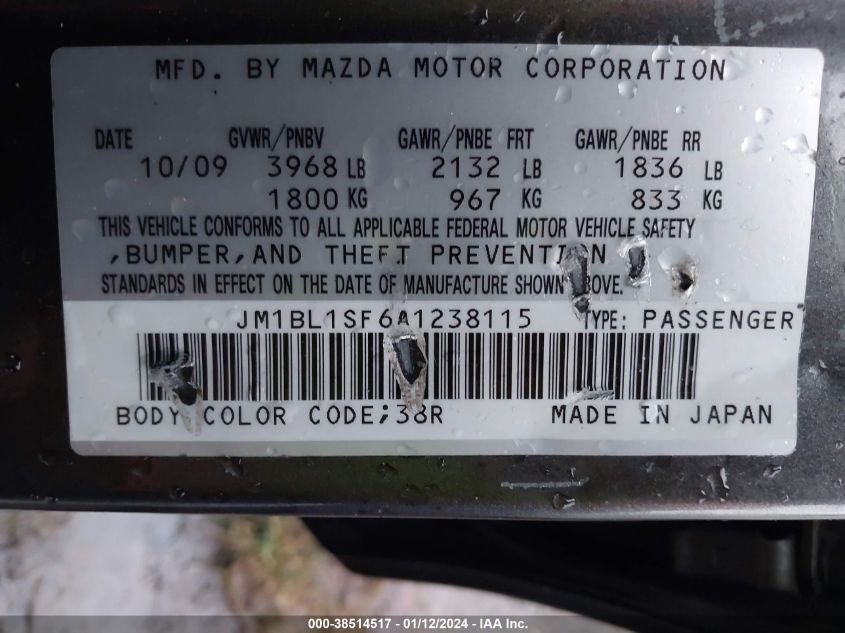 MFD. BY MAZDA MOTOR CORPORATION
DATE GVWR/PNBV GAWR/PNBE FRT GAWR/PNBE RR
10/09 3968 LB 2132 LB 1836 LB
1800 KG 967 KG 833 KG
THIS VEHICLE CONFORMS TO ALL APPLICABLE FEDERAL MOTOR VEHICLE SAFETY
,BUMPER,AND THEFT PREVENTION
STANDARDS IN EFFECT ON THE DATE OF MANUFACTURE SHOWN ABOVE.
JM1BL1SF6A1238115 TYPE: PASSENGER
BODY COLOR CODE;38R MADE IN JAPAN
000-38514517 - 01/12/2024 - IAA Inc.